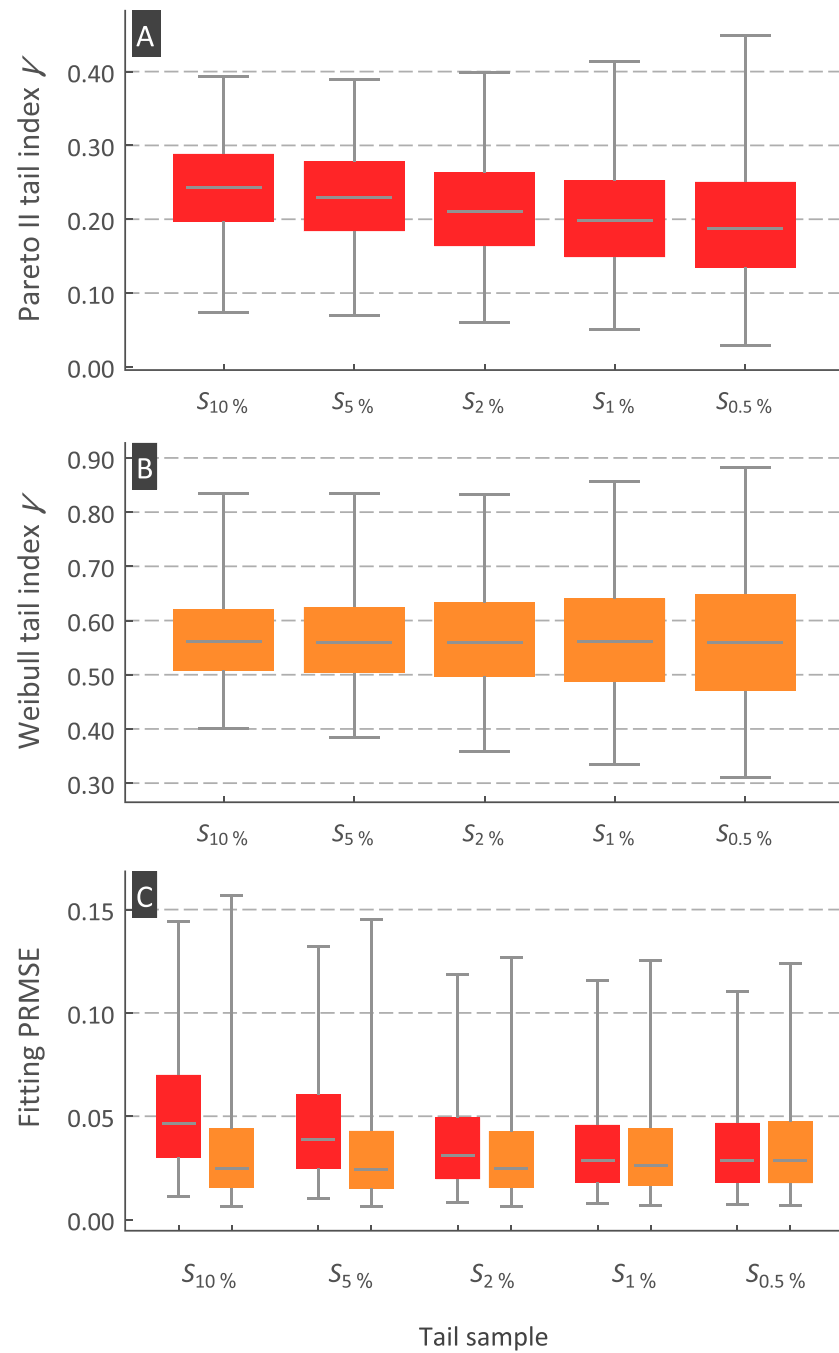 A
Pareto II tail index γ
0.40
0.30
0.20
0.10
0.00
S10 % S5 % S2 % S1 % S0.5 %
B
Weibull tail index γ
0.90
0.80
0.70
0.60
0.50
0.40
0.30
S10 % S5 % S2 % S1 % S0.5 %
C
Fitting PRMSE
0.15
0.10
0.05
0.00
S10 % S5 % S2 % S1 % S0.5 %
Tail sample